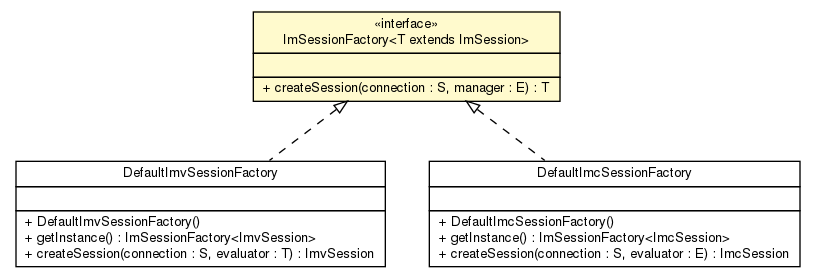 «interface»
ImSessionFactory<T extends ImSession>
+ createSession(connection : S, manager : E) : T
DefaultImvSessionFactory
+ DefaultImvSessionFactory()
+ getInstance() : ImSessionFactory<ImvSession>
+ createSession(connection : S, evaluator : T) : ImvSession
DefaultImcSessionFactory
+ DefaultImcSessionFactory()
+ getInstance() : ImSessionFactory<ImcSession>
+ createSession(connection : S, evaluator : E) : ImcSession